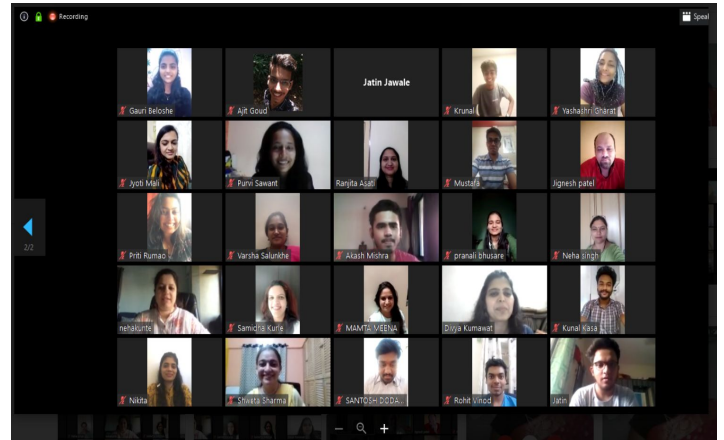 Recording
Speal
Gauri Beloshe
Ajit Goud
Jatin Jawale
Krunal
Yashashri Gharat
Jyoti Mali
Purvi Sawant
Ranjita Asati
Mustafa
Jignesh patel
Priti Rumao
Varsha Salunkhe
Akash Mishra
pranali bhusare
Neha singh
2/2
nehakunte
Samidha Kurle
MAMTA MEENA
Divya Kumawat
Kunal Kasa
Nikita
Shweta Sharma
SANTOSH DODA...
Rohit Vinod
Jatin